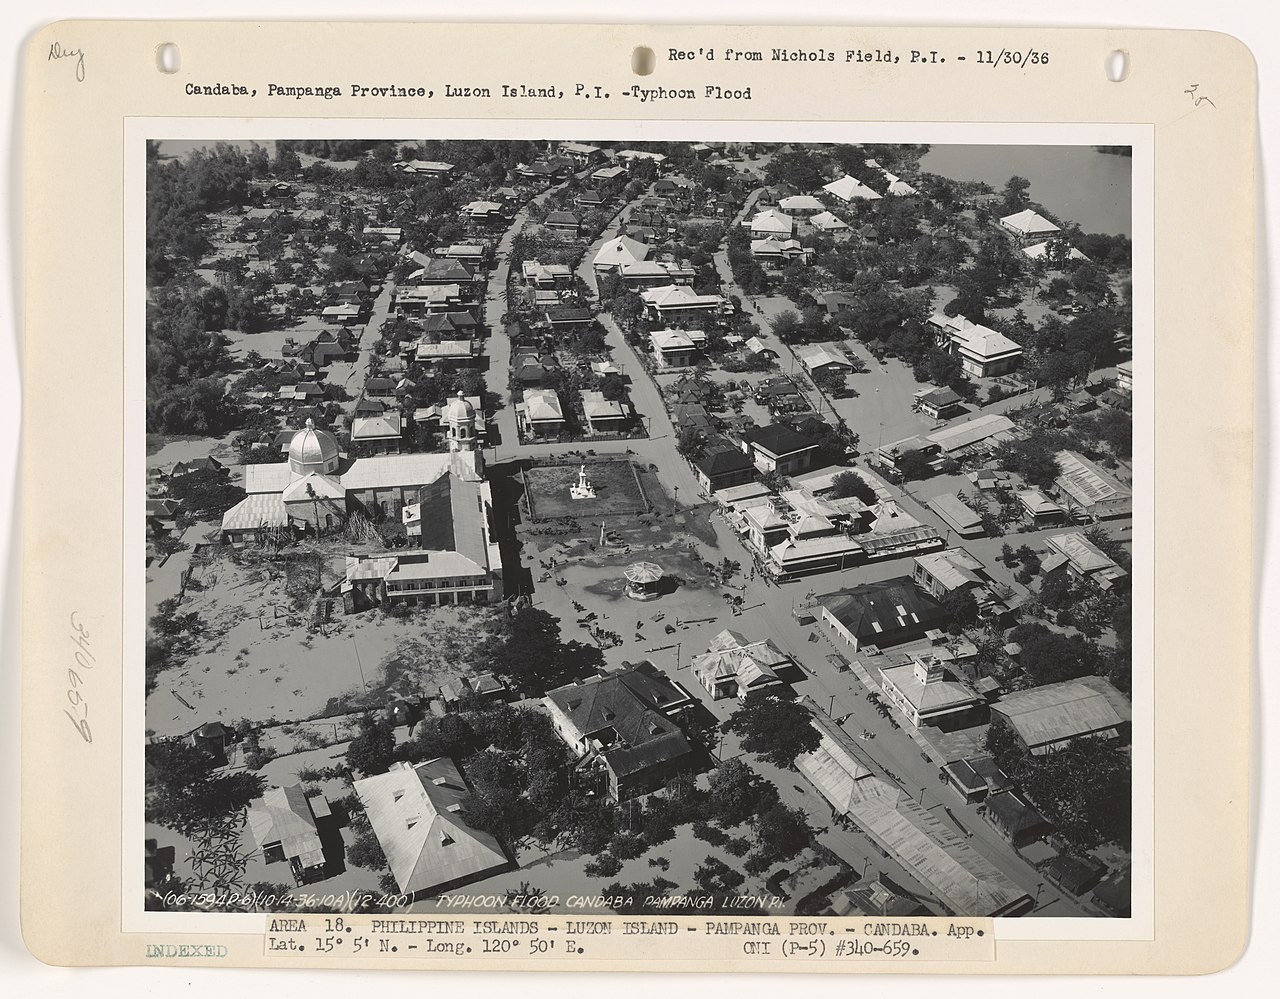 Rec'd from Nichols Field, P.I. - 11/30/36
Candaba, Pampanga Province, Luzon Island, P.I. -Typhoon Flood
340659
(06-1594P-6)(10-14-36-10A)(12-400) TYPHOON FLOOD CANDABA PAMPANGA LUZON P.I.
AREA 18. PHILIPPINE ISLANDS - LUZON ISLAND - PAMPANGA PROV. - CANDABA. App.
Lat. 15° 5' N. - Long. 120° 50' E. ONI (P-5) #340-659.
INDEXED